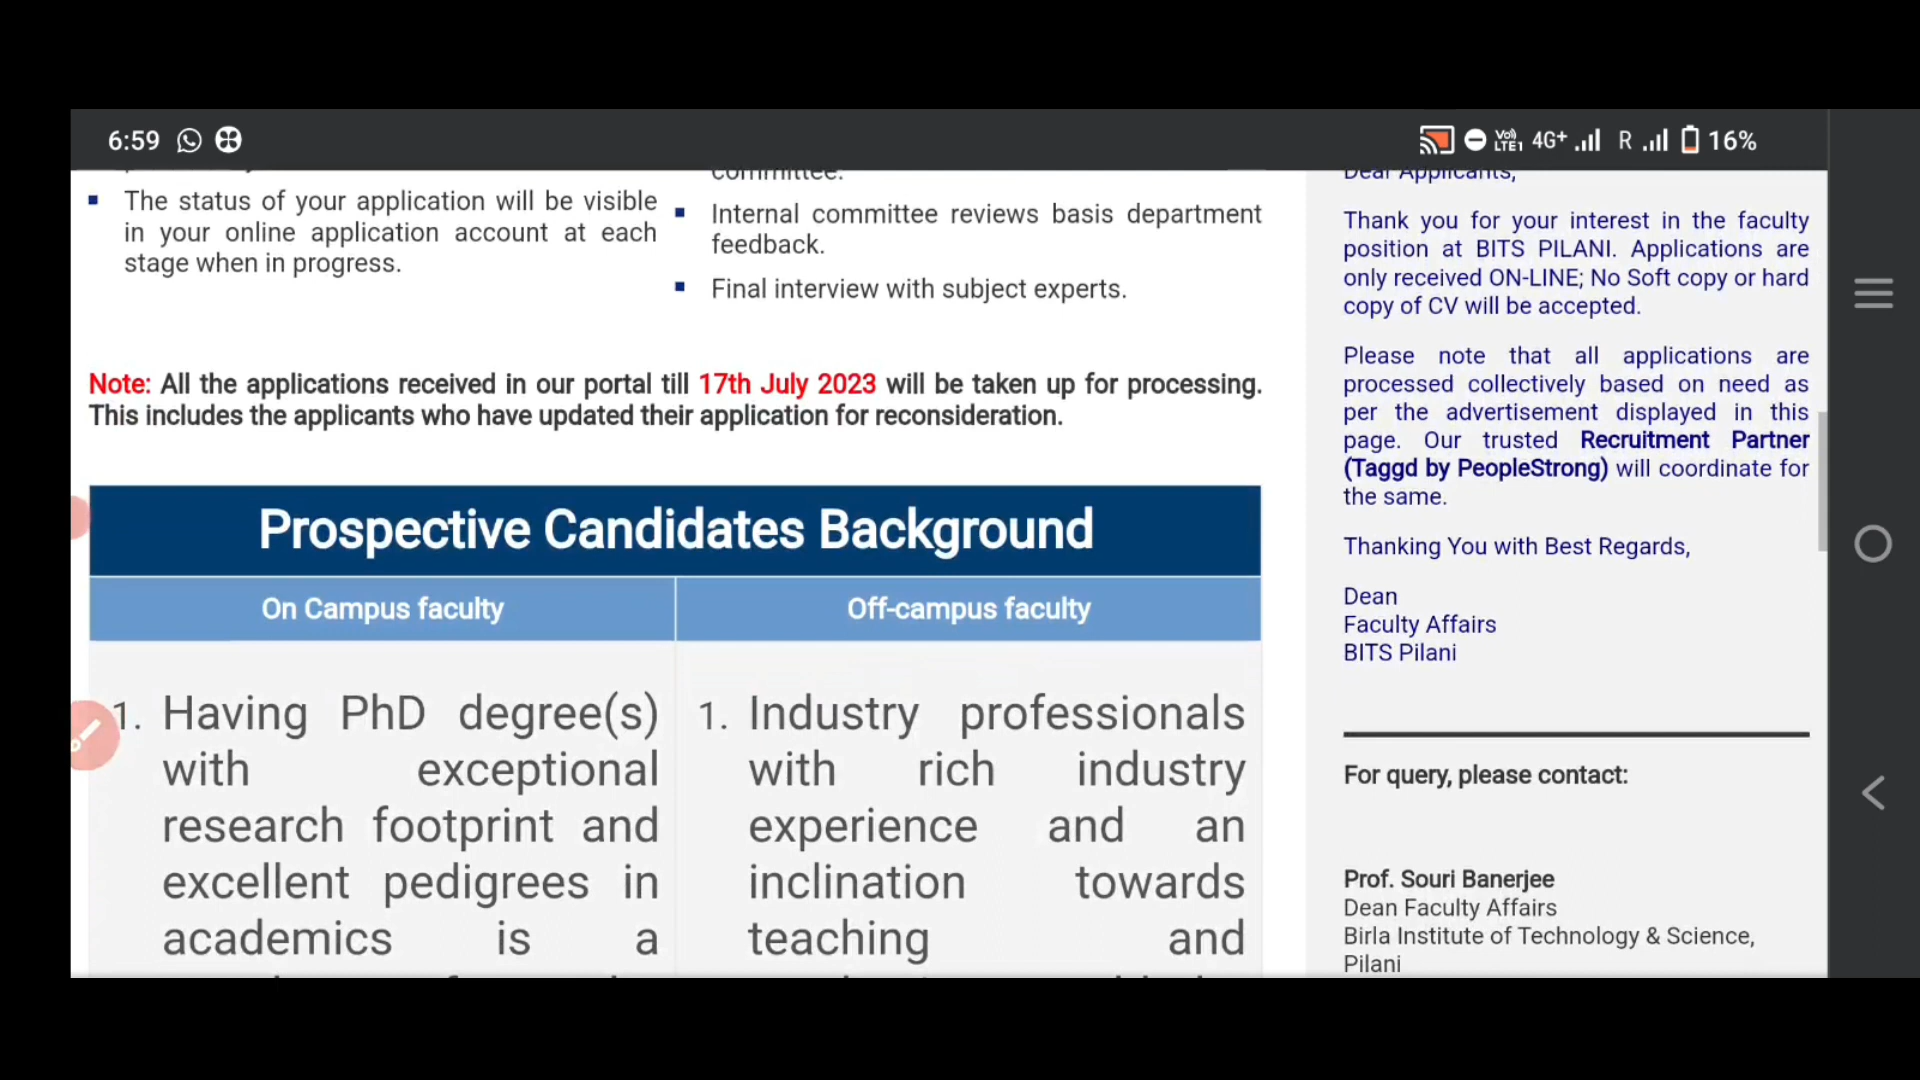 6:59
4G+ R 16%
committee.
The status of your application will be visible
in your online application account at each
stage when in progress.
Internal committee reviews basis department
feedback.
Final interview with subject experts.
Note: All the applications received in our portal till 17th July 2023 will be taken up for processing.
This includes the applicants who have updated their application for reconsideration.
Prospective Candidates Background
On Campus faculty
Off-campus faculty
1. Having PhD degree(s)
with exceptional
research footprint and
excellent pedigrees in
academics is a
1. Industry professionals
with rich industry
experience and an
inclination towards
teaching and
Dear Applicants,
Thank you for your interest in the faculty
position at BITS PILANI. Applications are
only received ON-LINE; No Soft copy or hard
copy of CV will be accepted.
Please note that all applications are
processed collectively based on need as
per the advertisement displayed in this
page. Our trusted Recruitment Partner
(Taggd by PeopleStrong) will coordinate for
the same.
Thanking You with Best Regards,
Dean
Faculty Affairs
BITS Pilani
For query, please contact:
Prof. Souri Banerjee
Dean Faculty Affairs
Birla Institute of Technology & Science,
Pilani